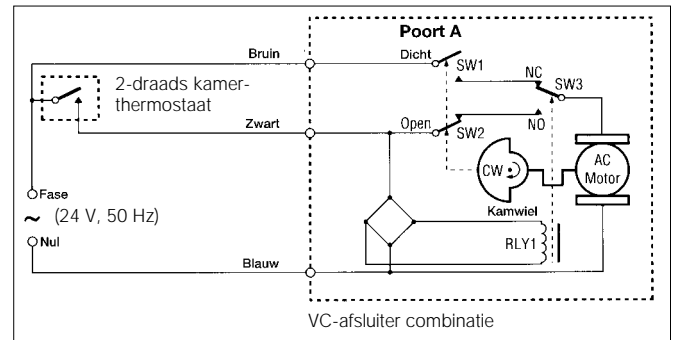 Poort A
Bruin
Dicht
SW1
NC
SW3
2-draads kamer-
thermostaat
Zwart
Open
SW2
NO
CW
AC
Motor
Kamwiel
Fase
~ (24 V, 50 Hz)
Nul
RLY1
Blauw
VC-afsluiter combinatie